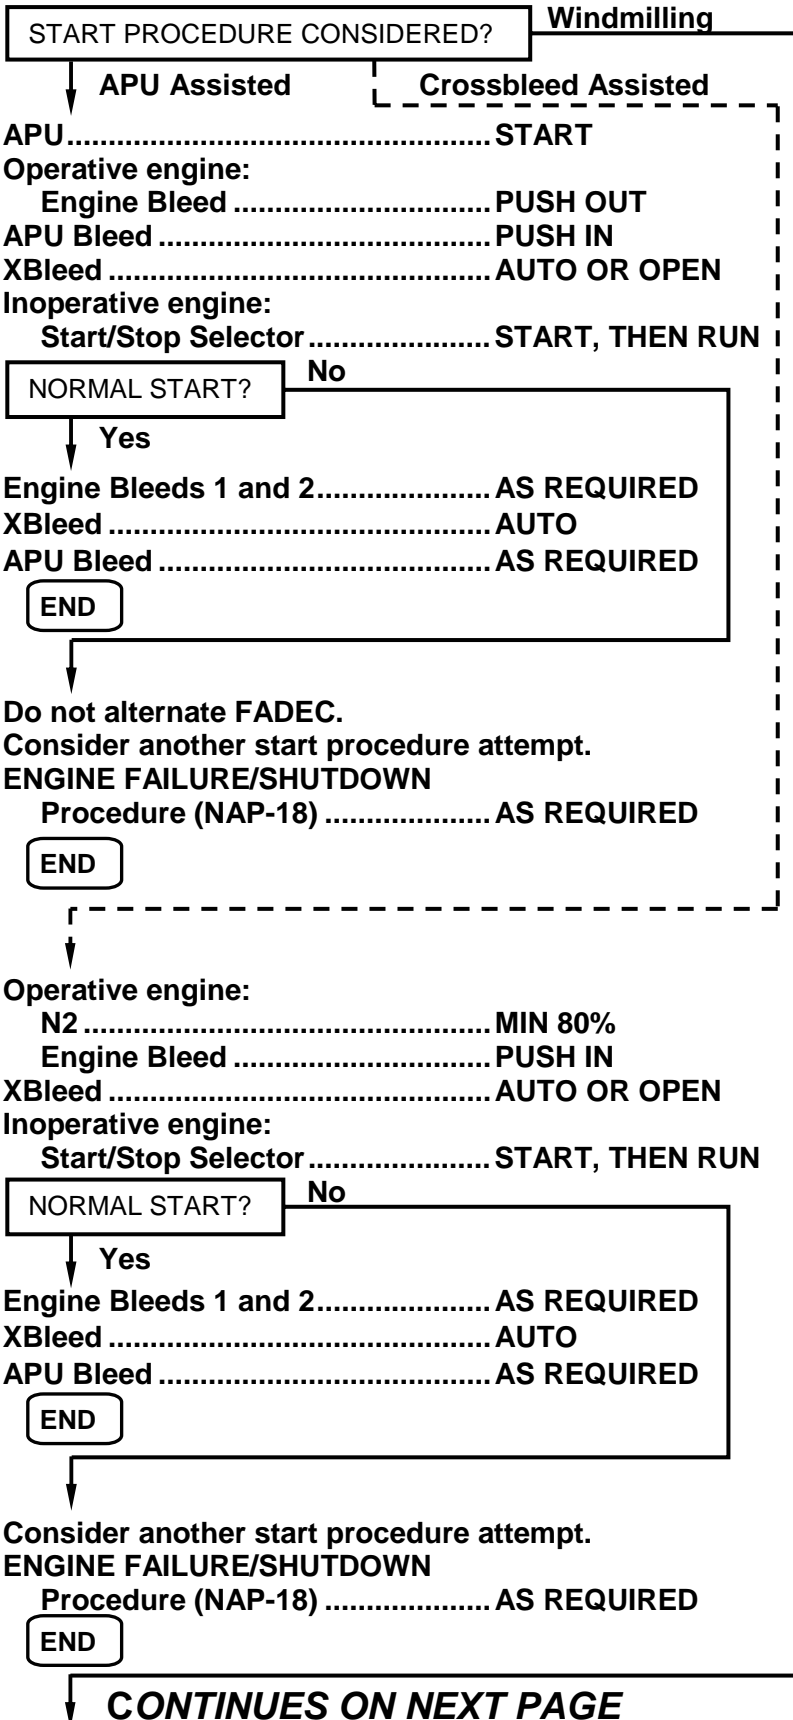 START PROCEDURE CONSIDERED? Windmilling
APU Assisted Crossbleed Assisted
APU....................................................START
Operative engine:
Engine Bleed ...............................PUSH OUT
APU Bleed ........................................PUSH IN
XBleed ..............................................AUTO OR OPEN
Inoperative engine:
Start/Stop Selector......................START, THEN RUN
NORMAL START? No
Yes
Engine Bleeds 1 and 2.....................AS REQUIRED
XBleed ..............................................AUTO
APU Bleed ........................................AS REQUIRED
END
Do not alternate FADEC.
Consider another start procedure attempt.
ENGINE FAILURE/SHUTDOWN
Procedure (NAP-18) ....................AS REQUIRED
END
Operative engine:
N2 .................................................MIN 80%
Engine Bleed ...............................PUSH IN
XBleed ..............................................AUTO OR OPEN
Inoperative engine:
Start/Stop Selector......................START, THEN RUN
NORMAL START? No
Yes
Engine Bleeds 1 and 2.....................AS REQUIRED
XBleed ..............................................AUTO
APU Bleed ........................................AS REQUIRED
END
Consider another start procedure attempt.
ENGINE FAILURE/SHUTDOWN
Procedure (NAP-18) ....................AS REQUIRED
END
CONTINUES ON NEXT PAGE